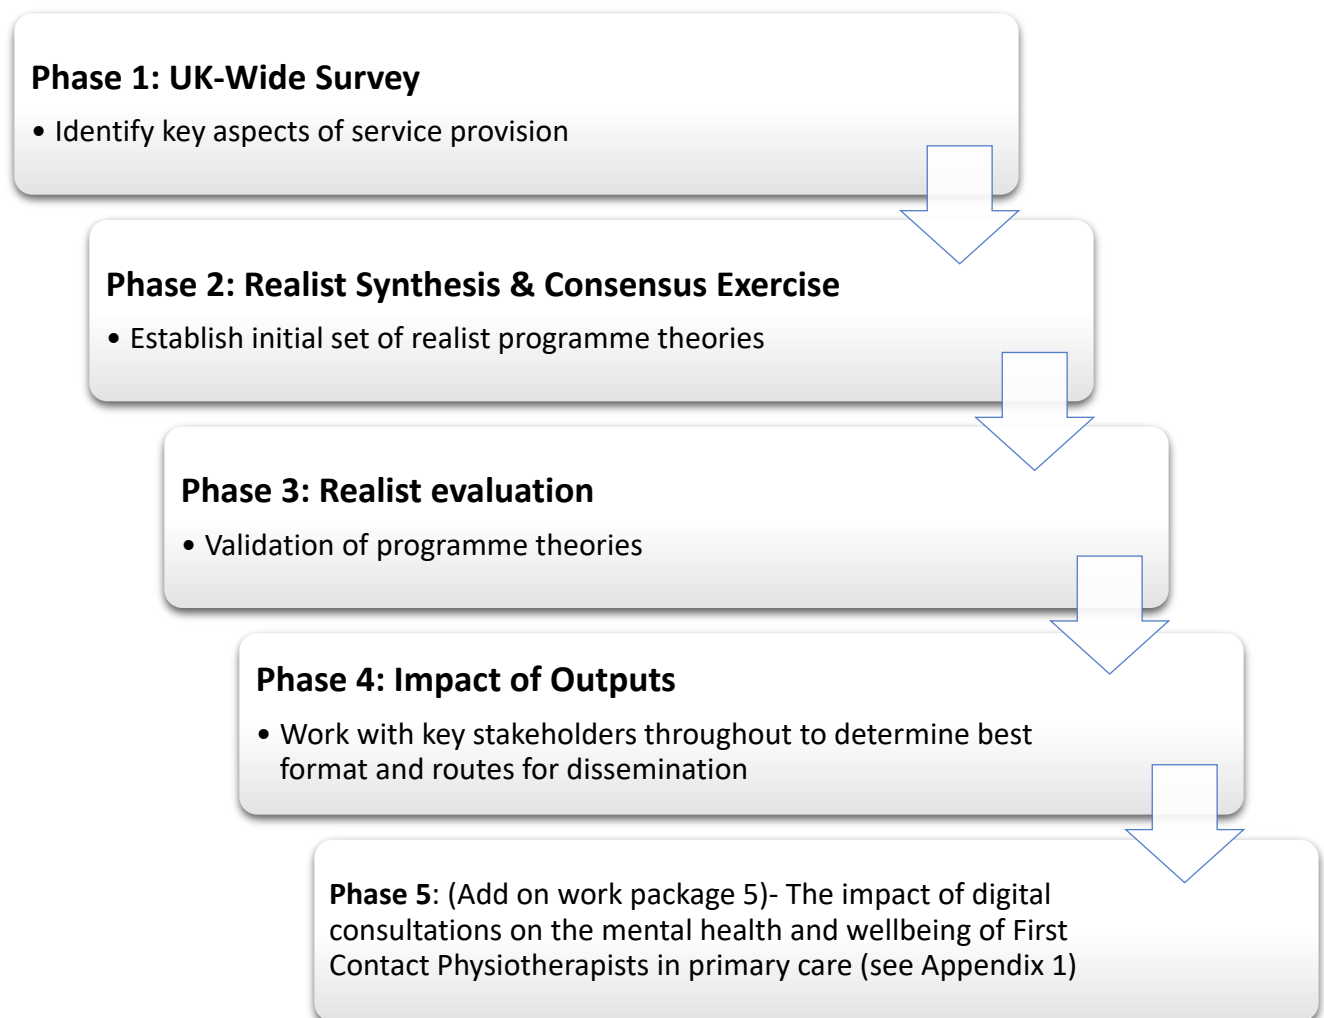 Phase 1: UK-Wide Survey
• Identify key aspects of service provision
Phase 2: Realist Synthesis & Consensus Exercise
• Establish initial set of realist programme theories
Phase 3: Realist evaluation
• Validation of programme theories
Phase 4: Impact of Outputs
• Work with key stakeholders throughout to determine best
format and routes for dissemination
Phase 5: (Add on work package 5)- The impact of digital
consultations on the mental health and wellbeing of First
Contact Physiotherapists in primary care (see Appendix 1)